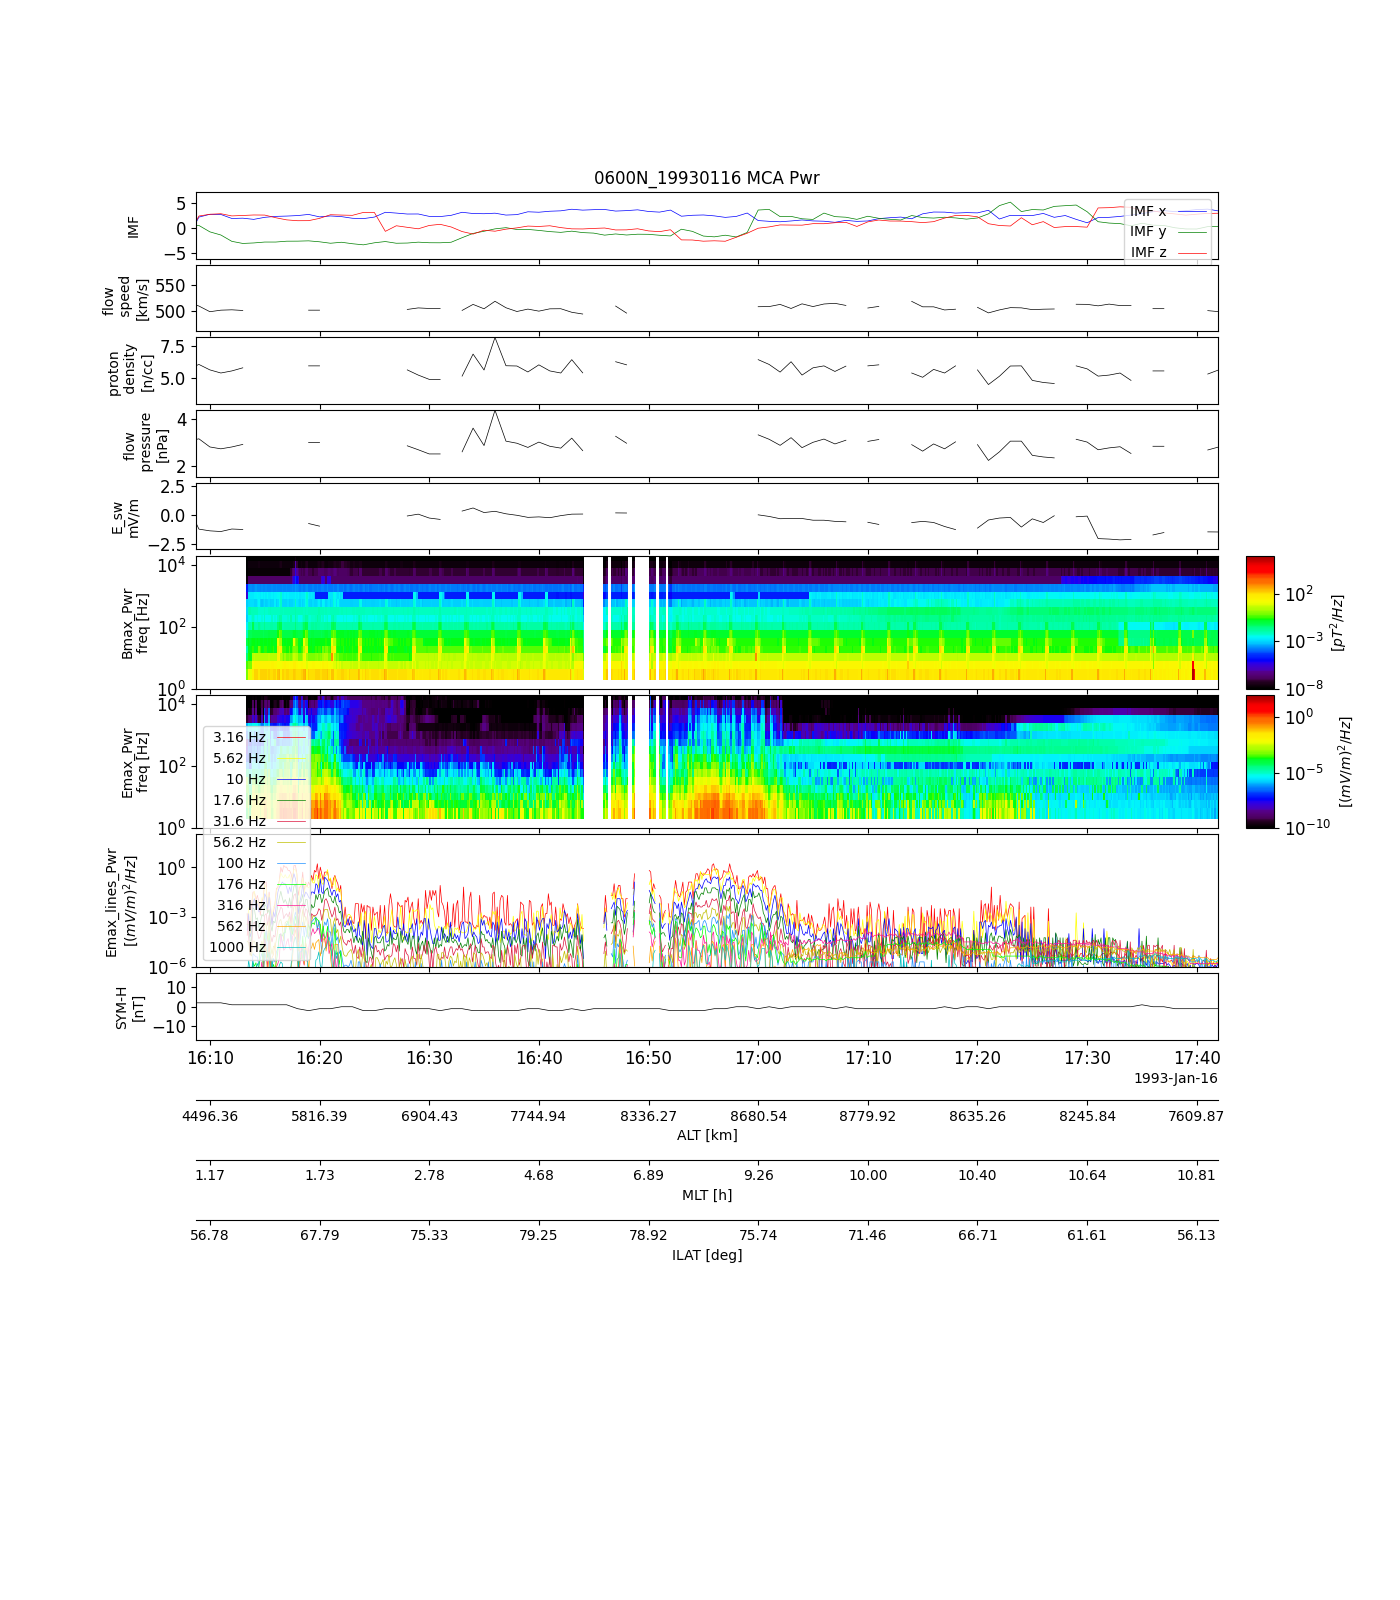 0600N_19930116 MCA Pwr
IMF
5
0
−5
IMF x
IMF y
IMF z
flow
speed
[km/s]
550
500
proton
density
[n/cc]
7.5
5.0
flow
pressure
[nPa]
4
2
E_sw
mV/m
2.5
0.0
−2.5
Bmax_Pwr
freq [Hz]
10^4
10^2
10^0
10^2
10^−3
10^−8
[pT^2/Hz]
Emax_Pwr
freq [Hz]
10^4
10^2
10^0
10^0
10^−5
10^−10
[(mV/m)^2/Hz]
3.16 Hz
5.62 Hz
10 Hz
17.6 Hz
31.6 Hz
56.2 Hz
100 Hz
176 Hz
316 Hz
562 Hz
1000 Hz
Emax_lines_Pwr
[(mV/m)^2/Hz]
10^0
10^−3
10^−6
SYM-H
[nT]
10
0
−10
16:10 16:20 16:30 16:40 16:50 17:00 17:10 17:20 17:30 17:40
1993-Jan-16
4496.36 5816.39 6904.43 7744.94 8336.27 8680.54 8779.92 8635.26 8245.84 7609.87
ALT [km]
1.17 1.73 2.78 4.68 6.89 9.26 10.00 10.40 10.64 10.81
MLT [h]
56.78 67.79 75.33 79.25 78.92 75.74 71.46 66.71 61.61 56.13
ILAT [deg]